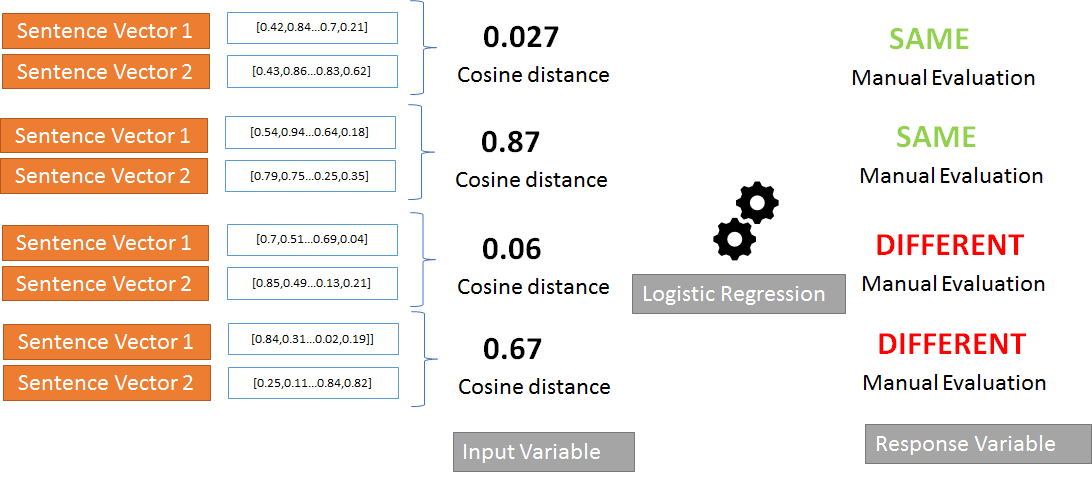 Sentence Vector 1
[0.42,0.84...0.7,0.21]
Sentence Vector 2
[0.43,0.86...0.83,0.62]
0.027
Cosine distance
SAME
Manual Evaluation
Sentence Vector 1
[0.54,0.94...0.64,0.18]
Sentence Vector 2
[0.79,0.75...0.25,0.35]
0.87
Cosine distance
SAME
Manual Evaluation
Sentence Vector 1
[0.7,0.51...0.69,0.04]
Sentence Vector 2
[0.85,0.49...0.13,0.21]
0.06
Cosine distance
Logistic Regression
DIFFERENT
Manual Evaluation
Sentence Vector 1
[0.84,0.31...0.02,0.19]]
Sentence Vector 2
[0.25,0.11...0.84,0.82]
0.67
Cosine distance
DIFFERENT
Manual Evaluation
Input Variable
Response Variable